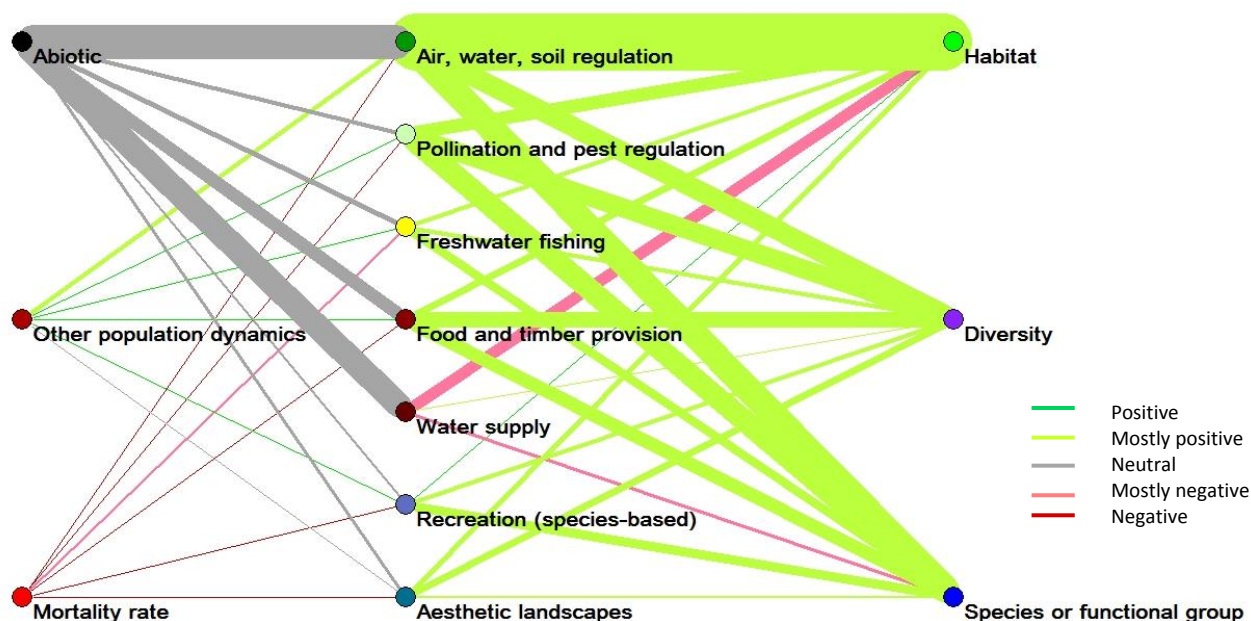 Abiotic
Air, water, soil regulation
Habitat
Pollination and pest regulation
Freshwater fishing
Other population dynamics
Food and timber provision
Diversity
Water supply
Positive
Mostly positive
Neutral
Mostly negative
Negative
Recreation (species-based)
Mortality rate
Aesthetic landscapes
Species or functional group